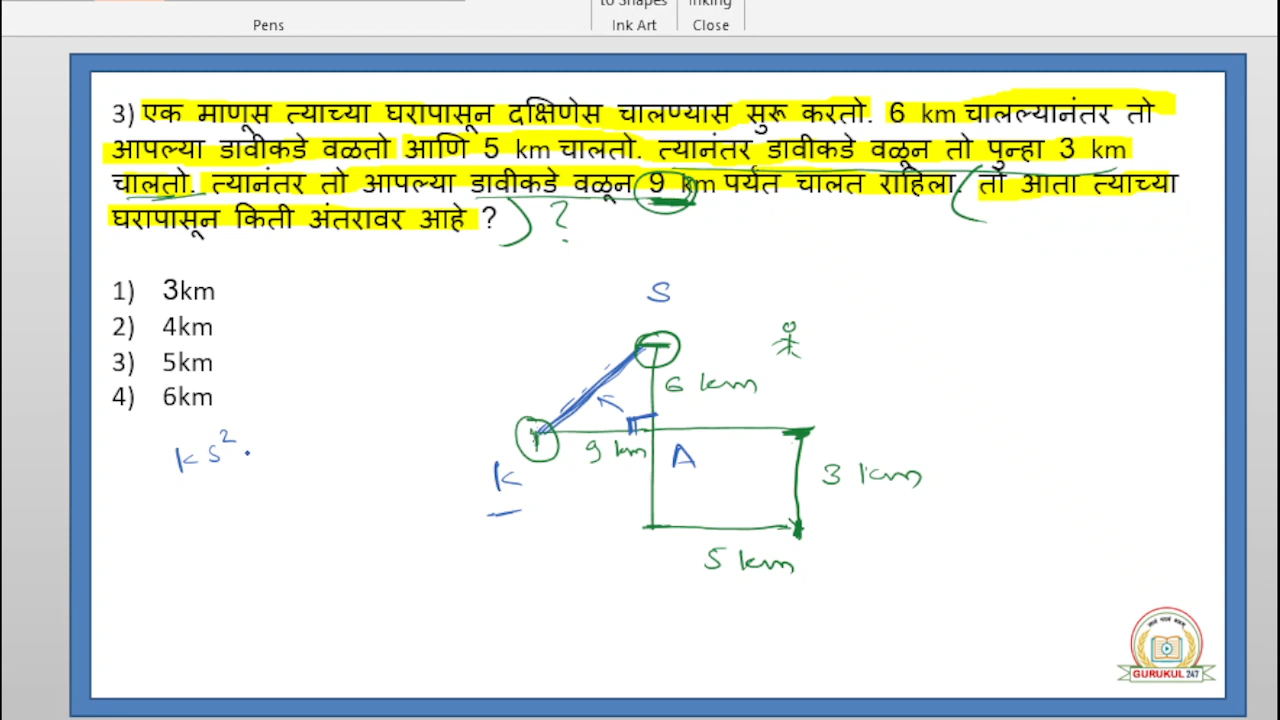 to Shapes
Inking
Pens
Ink Art
Close
3) एक माणूस त्याच्या घरापासून दक्षिणेस चालण्यास सुरू करतो. 6 km चालल्यानंतर तो
आपल्या डावीकडे वळतो आणि 5 km चालतो. त्यानंतर डावीकडे वळून तो पुन्हा 3 km
चालतो. त्यानंतर तो आपल्या डावीकडे वळून 9 km पर्यंत चालत राहिला. तो आता त्याच्या
घरापासून किती अंतरावर आहे ? ?
1) 3km
2) 4km
3) 5km
4) 6km
S
6 km
9 km
A
3 km
K
KS².
5 km
GURUKUL 247